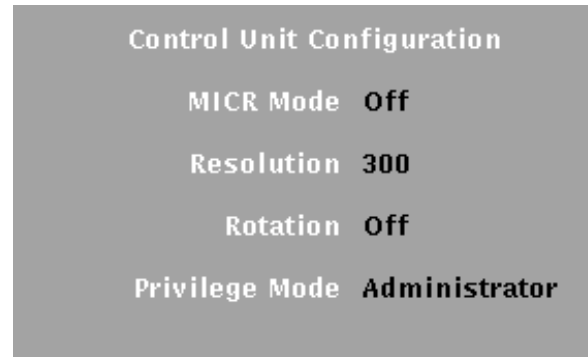 Control Unit Configuration
MICR Mode Off
Resolution 300
Rotation Off
Privilege Mode Administrator